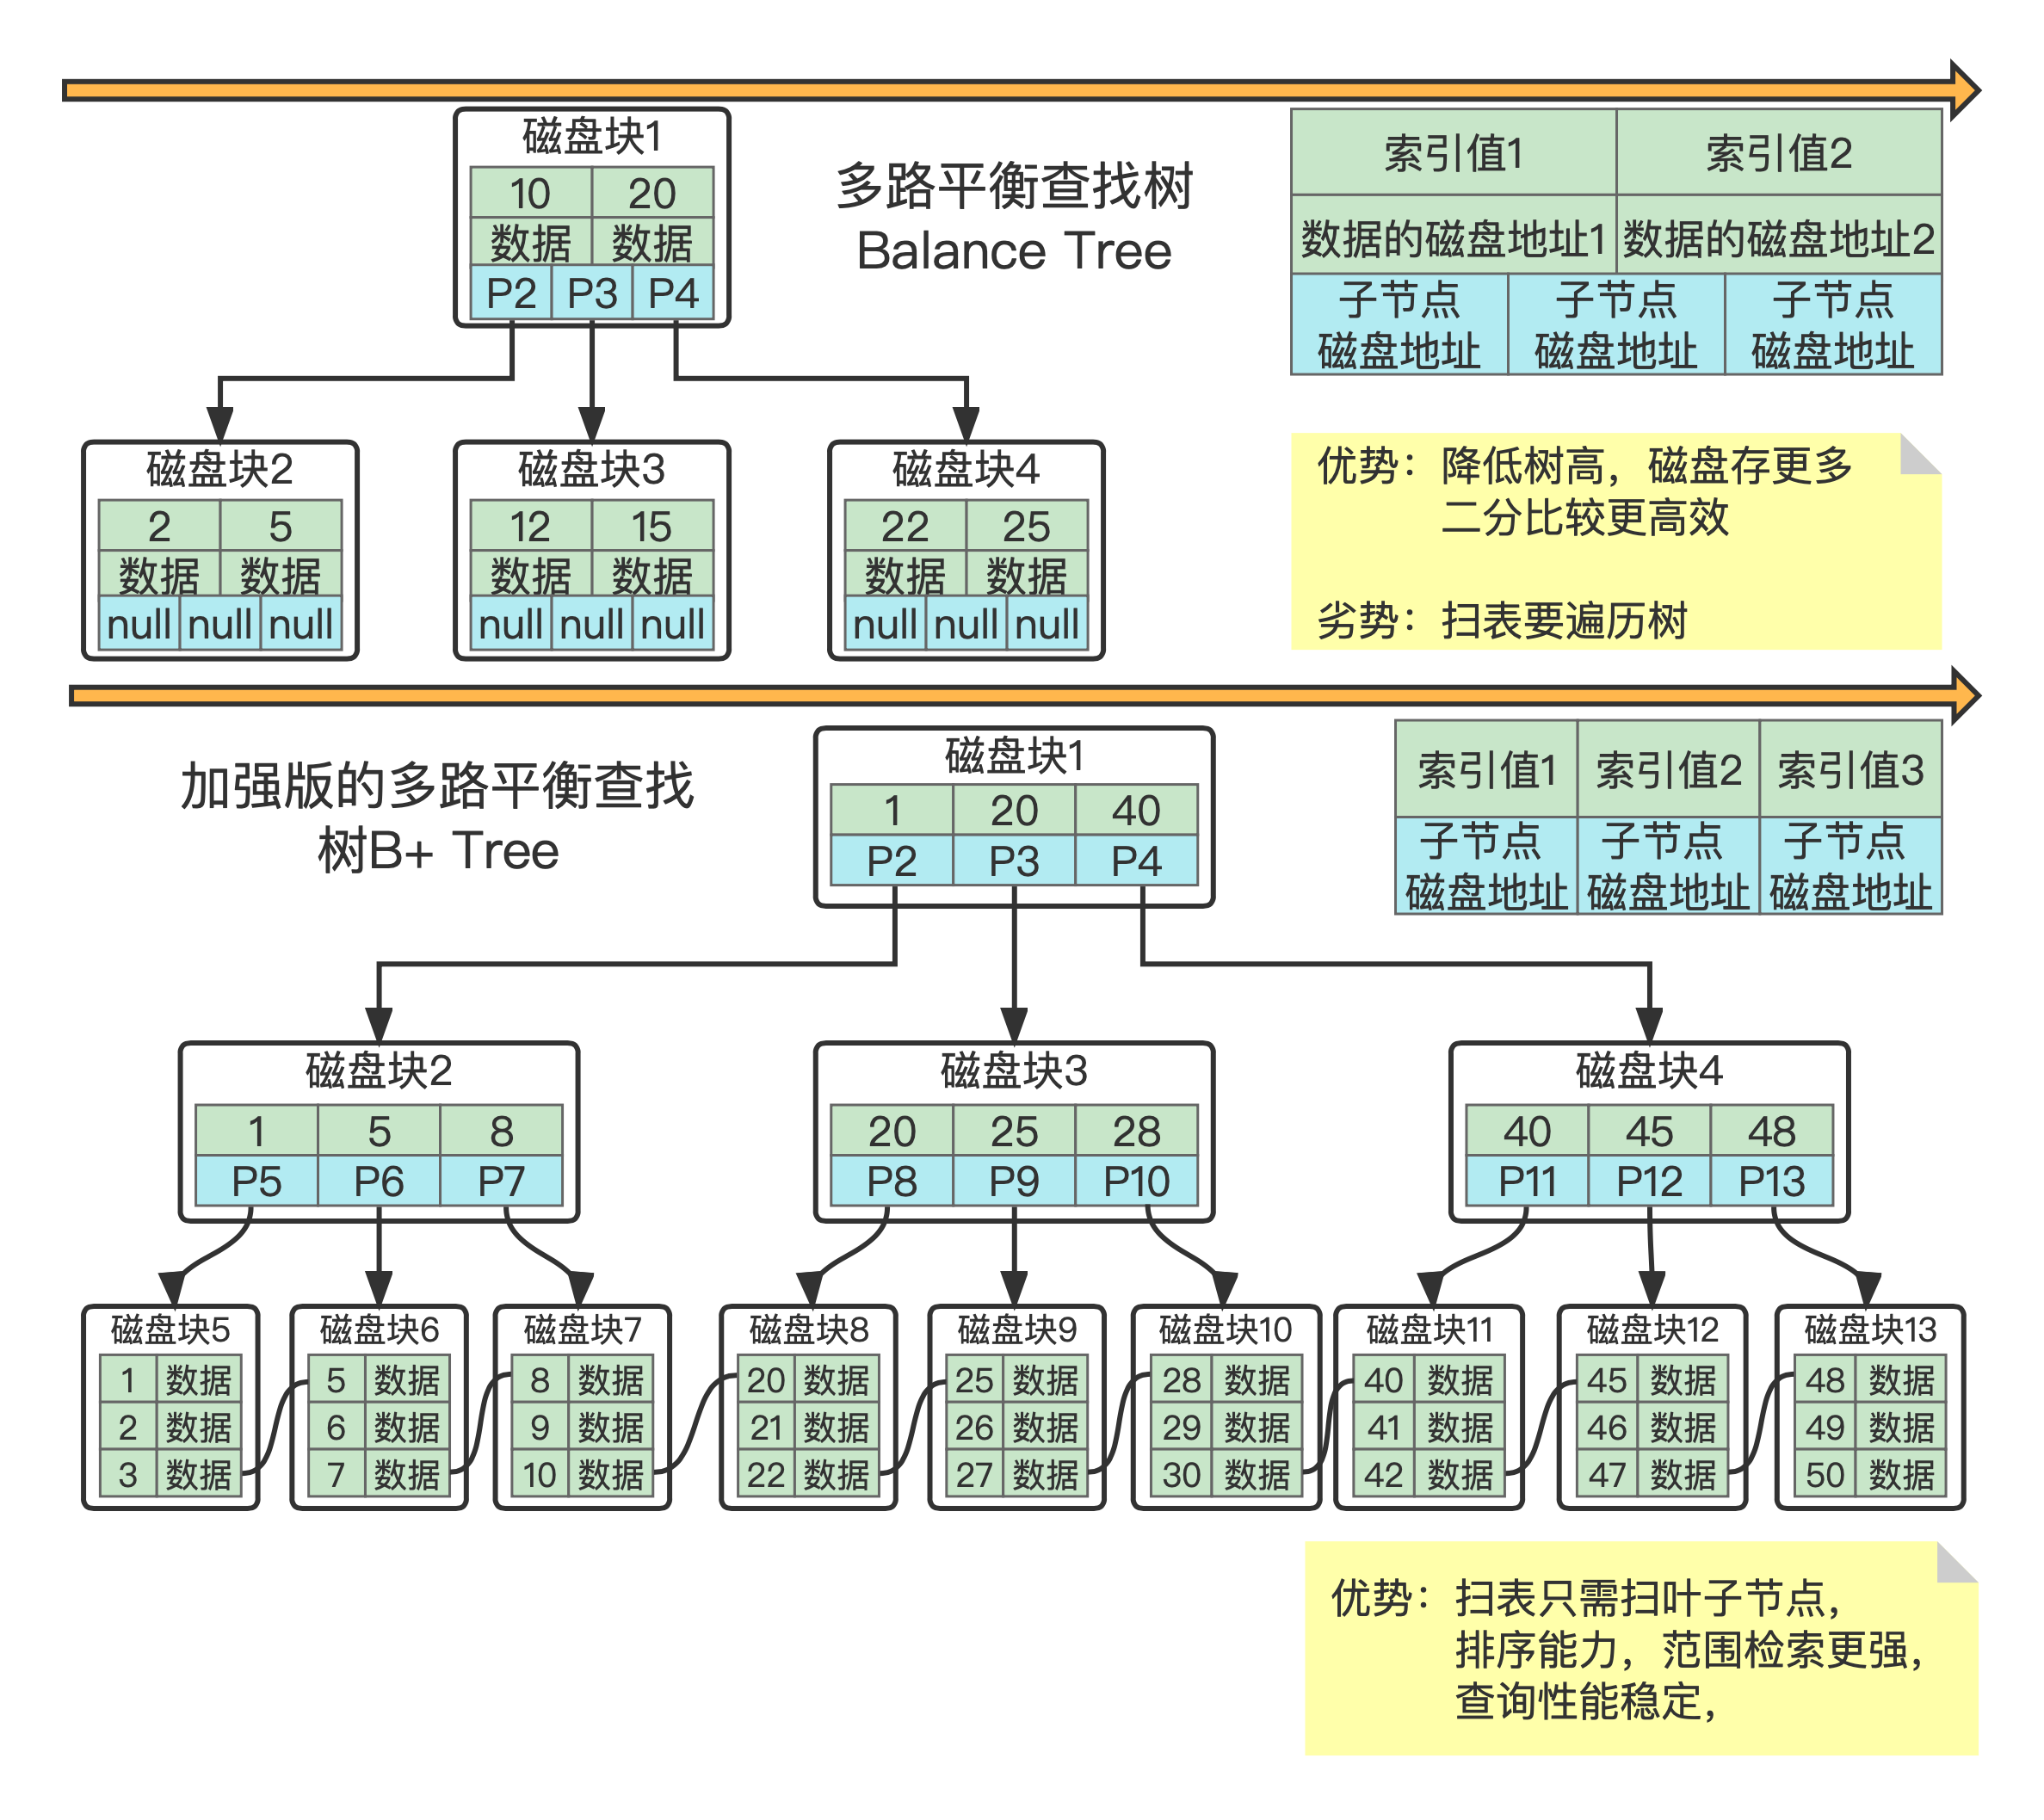 磁盘块1
10 20
数据 数据
P2 P3 P4
多路平衡查找树
Balance Tree
索引值1 索引值2
数据的磁盘地址1 数据的磁盘地址2
子节点 子节点 子节点
磁盘地址 磁盘地址 磁盘地址
磁盘块2
2 5
数据 数据
null null null
磁盘块3
12 15
数据 数据
null null null
磁盘块4
22 25
数据 数据
null null null
优势：降低树高，磁盘存更多
二分比较更高效
劣势：扫表要遍历树
加强版的多路平衡查找
树B+ Tree
磁盘块1
1 20 40
P2 P3 P4
索引值1 索引值2 索引值3
子节点 子节点 子节点
磁盘地址 磁盘地址 磁盘地址
磁盘块2
1 5 8
P5 P6 P7
磁盘块3
20 25 28
P8 P9 P10
磁盘块4
40 45 48
P11 P12 P13
磁盘块5
1 数据
2 数据
3 数据
磁盘块6
5 数据
6 数据
7 数据
磁盘块7
8 数据
9 数据
10 数据
磁盘块8
20 数据
21 数据
22 数据
磁盘块9
25 数据
26 数据
27 数据
磁盘块10
28 数据
29 数据
30 数据
磁盘块11
40 数据
41 数据
42 数据
磁盘块12
45 数据
46 数据
47 数据
磁盘块13
48 数据
49 数据
50 数据
优势：扫表只需扫叶子节点，
排序能力，范围检索更强，
查询性能稳定，